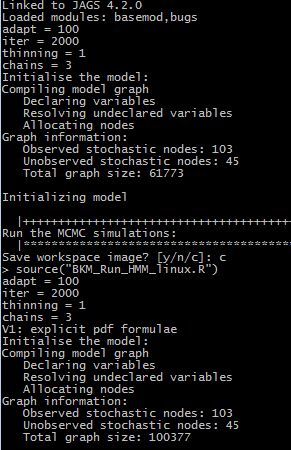 Linked to JAGS 4.2.0
Loaded modules: basemod,bugs
adapt = 100
iter = 2000
thinning = 1
chains = 3
Initialise the model:
Compiling model graph
   Declaring variables
   Resolving undeclared variables
   Allocating nodes
Graph information:
   Observed stochastic nodes: 103
   Unobserved stochastic nodes: 45
   Total graph size: 61773

Initializing model

  |+++++++++++++++++++++++++++++++++++++++
Run the MCMC simulations:
  |***************************************
Save workspace image? [y/n/c]: c
> source("BKM_Run_HMM_linux.R")
adapt = 100
iter = 2000
thinning = 1
chains = 3
V1: explicit pdf formulae
Initialise the model:
Compiling model graph
   Declaring variables
   Resolving undeclared variables
   Allocating nodes
Graph information:
   Observed stochastic nodes: 103
   Unobserved stochastic nodes: 45
   Total graph size: 100377